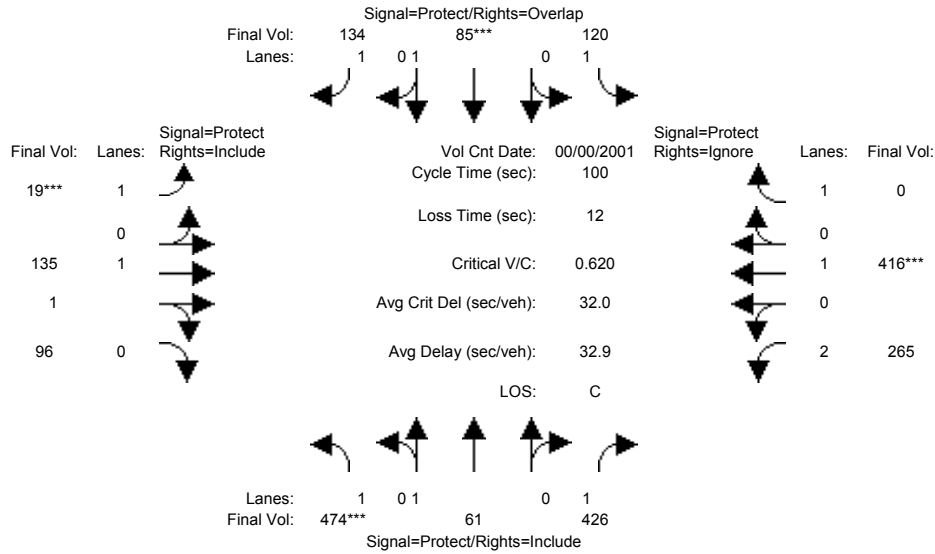 Signal=Protect/Rights=Overlap
Final Vol: 134 85*** 120
Lanes: 1 0 1 0 1
Signal=Protect Signal=Protect
Final Vol: Lanes: Rights=Include Vol Cnt Date: 00/00/2001 Rights=Ignore Lanes: Final Vol:
Cycle Time (sec): 100
19*** 1 1 0
Loss Time (sec): 12
0 0
135 1 Critical V/C: 0.620 1 416***
1 Avg Crit Del (sec/veh): 32.0 0
96 0 Avg Delay (sec/veh): 32.9 2 265
LOS: C
Lanes: 1 0 1 0 1
Final Vol: 474*** 61 426
Signal=Protect/Rights=Include